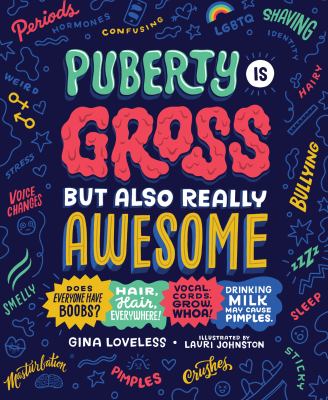 Periods
HORMONES
CONFUSING
LGBTQ
SHAVING
IDENTITY
HAIRY
WEIRD
STRESS
VOICE
CHANGES
SMELLY
BULLYING
ZZZZ
SLEEP
STICKY
PUBERTY IS
GROSS
BUT ALSO REALLY
AWESOME
DOES
EVERYONE HAVE
BOOBS?
HAIR,
Hair,
EVERYWHERE!
VOCAL
CORDS.
GROW.
WHOA!
DRINKING
MILK
MAY CAUSE
PIMPLES.
GINA LOVELESS • ILLUSTRATED BY
LAURI JOHNSTON
Masturbation
PIMPLES
Crushes